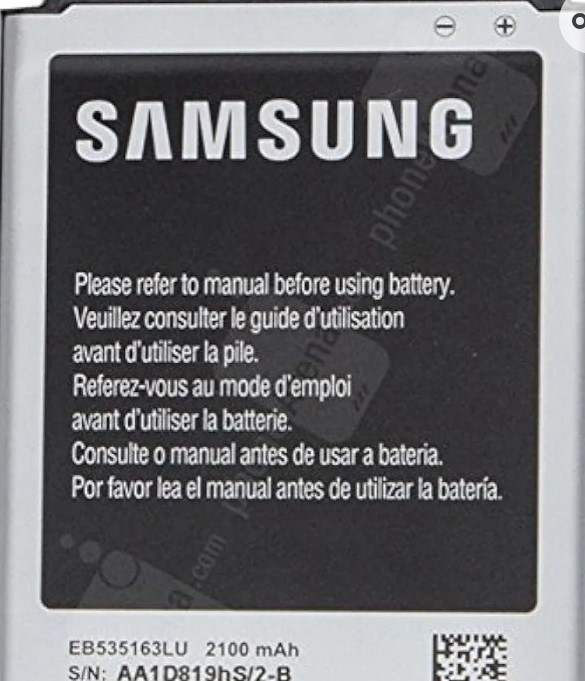 ⊖ ⊕
SAMSUNG
Please refer to manual before using battery.
Veuillez consulter le guide d'utilisation
avant d'utiliser la pile.
Referez-vous au mode d'emploi
avant d'utiliser la batterie.
Consulte o manual antes de usar a bateria.
Por favor lea el manual antes de utilizar la batería.
EB535163LU 2100 mAh
S/N: AA1D819hS/2-B